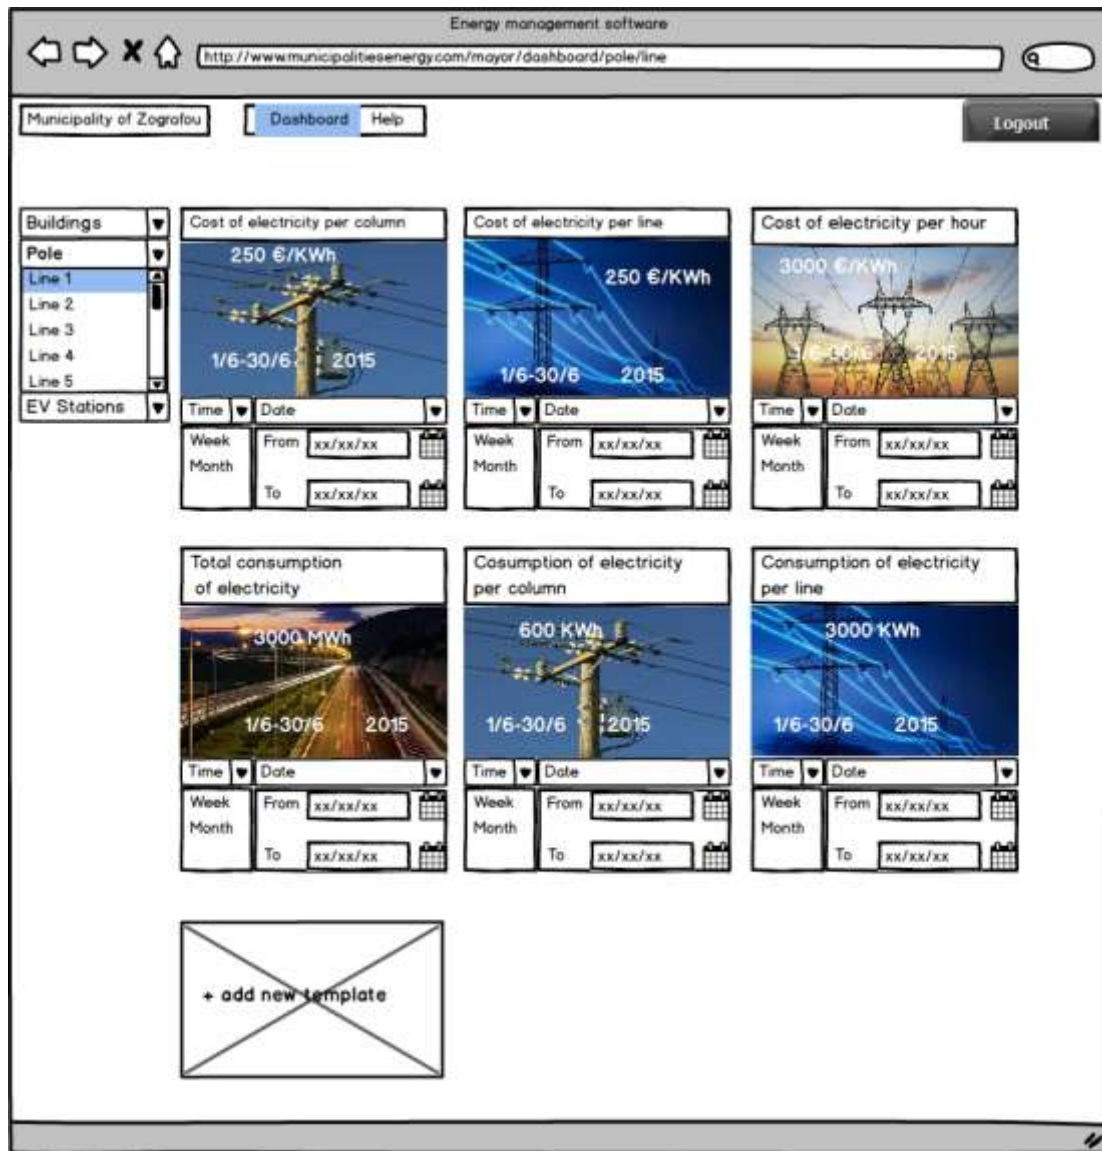 Energy management software
http://www.municipalitiesenergy.com/mayor/dashboard/pole/line
Municipality of Zografou
Dashboard
Help
Logout
Buildings
Pole
Line 1
Line 2
Line 3
Line 4
Line 5
EV Stations
Cost of electricity per column
250 €/KWh
1/6-30/6 2015
Time
Date
Week
Month
From xx/xx/xx
To xx/xx/xx
Cost of electricity per line
250 €/KWh
1/6-30/6 2015
Time
Date
Week
Month
From xx/xx/xx
To xx/xx/xx
Cost of electricity per hour
3000 €/KWh
1/6-30/6 2015
Time
Date
Week
Month
From xx/xx/xx
To xx/xx/xx
Total consumption
of electricity
3000 MWh
1/6-30/6 2015
Time
Date
Week
Month
From xx/xx/xx
To xx/xx/xx
Cosumption of electricity
per column
600 KWh
1/6-30/6 2015
Time
Date
Week
Month
From xx/xx/xx
To xx/xx/xx
Consumption of electricity
per line
3000 KWh
1/6-30/6 2015
Time
Date
Week
Month
From xx/xx/xx
To xx/xx/xx
+ add new template